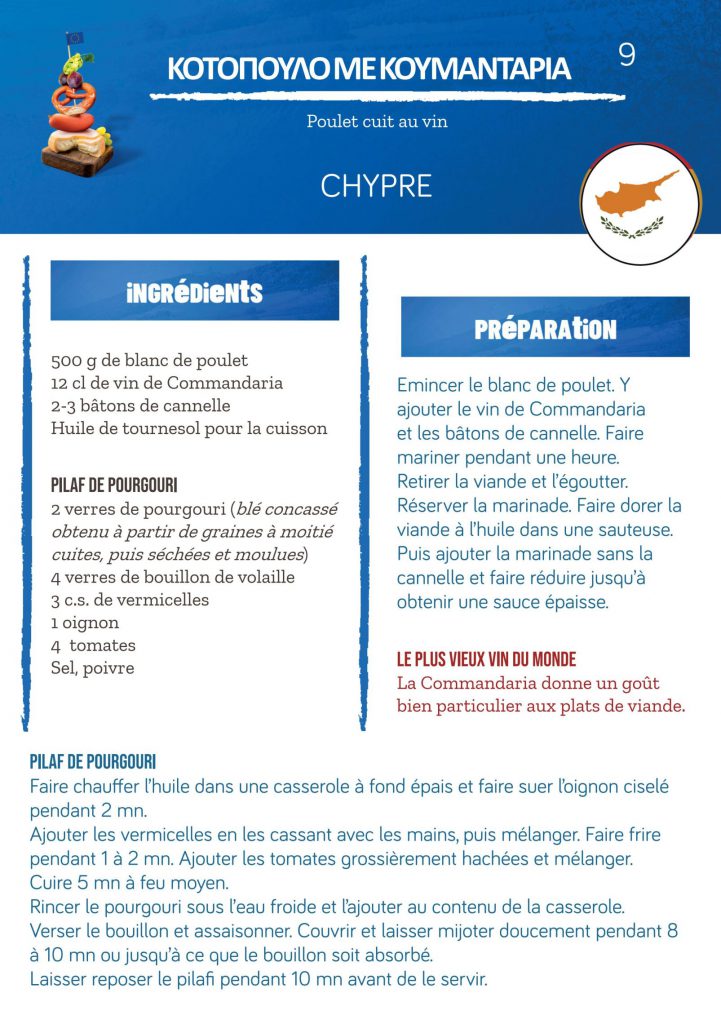 ΚΟΤΟΠΟΥΛΟ ΜΕ ΚΟΥΜΑΝΤΑΡΙΑ
9
Poulet cuit au vin
CHYPRE
INGRÉDIENTS
500 g de blanc de poulet
12 cl de vin de Commandaria
2-3 bâtons de cannelle
Huile de tournesol pour la cuisson
PILAF DE POURGOURI
2 verres de pourgouri (blé concassé
obtenu à partir de graines à moitié
cuites, puis séchées et moulues)
4 verres de bouillon de volaille
3 c.s. de vermicelles
1 oignon
4 tomates
Sel, poivre
PRÉPARATION
Emincer le blanc de poulet. Y
ajouter le vin de Commandaria
et les bâtons de cannelle. Faire
mariner pendant une heure.
Retirer la viande et l’égoutter.
Réserver la marinade. Faire dorer la
viande à l’huile dans une sauteuse.
Puis ajouter la marinade sans la
cannelle et faire réduire jusqu’à
obtenir une sauce épaisse.
LE PLUS VIEUX VIN DU MONDE
La Commandaria donne un goût
bien particulier aux plats de viande.
PILAF DE POURGOURI
Faire chauffer l’huile dans une casserole à fond épais et faire suer l’oignon ciselé
pendant 2 mn.
Ajouter les vermicelles en les cassant avec les mains, puis mélanger. Faire frire
pendant 1 à 2 mn. Ajouter les tomates grossièrement hachées et mélanger.
Cuire 5 mn à feu moyen.
Rincer le pourgouri sous l’eau froide et l’ajouter au contenu de la casserole.
Verser le bouillon et assaisonner. Couvrir et laisser mijoter doucement pendant 8
à 10 mn ou jusqu’à ce que le bouillon soit absorbé.
Laisser reposer le pilafi pendant 10 mn avant de le servir.